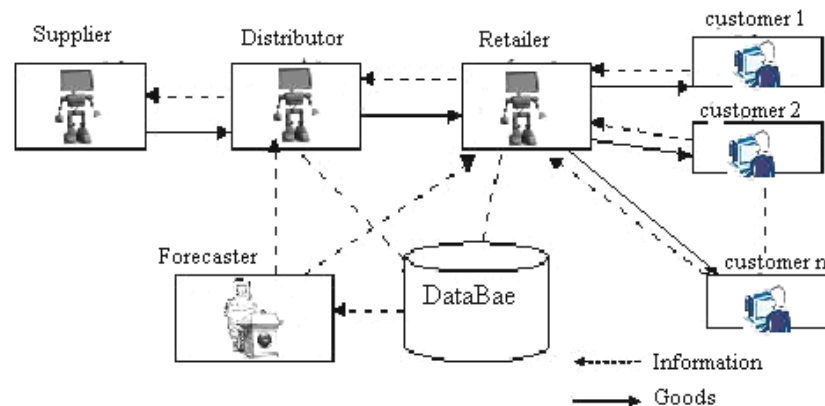 customer 1
Supplier
Distributor
Retailer
customer 2
Forecaster
customer n
DataBae
Information
Goods